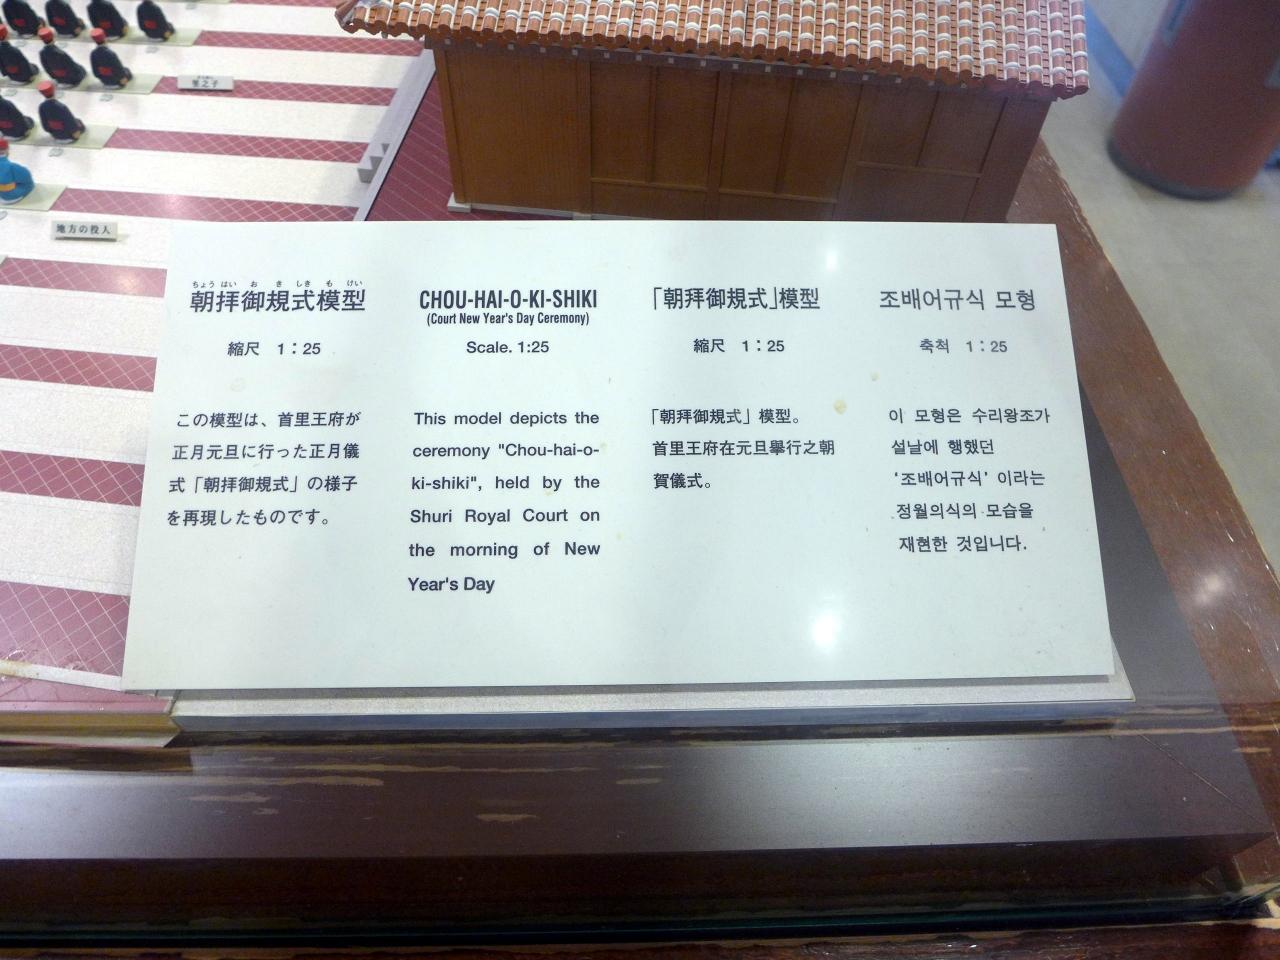 里之子
地方の役人
ちょう はい お き しき も けい
朝拝御規式模型
縮尺 1：25
この模型は、首里王府が
正月元旦に行った正月儀
式「朝拝御規式」の様子
を再現したものです。
CHOU-HAI-O-KI-SHIKI
(Court New Year's Day Ceremony)
Scale. 1:25
This model depicts the
ceremony "Chou-hai-o-
ki-shiki", held by the
Shuri Royal Court on
the morning of New
Year's Day
「朝拜御規式」模型
縮尺 1：25
「朝拜御規式」模型。
首里王府在元旦舉行之朝
賀儀式。
조배어규식 모형
축척 1：25
이 모형은 수리왕조가
설날에 행했던
'조배어규식' 이라는
정월의식의 모습을
재현한 것입니다.